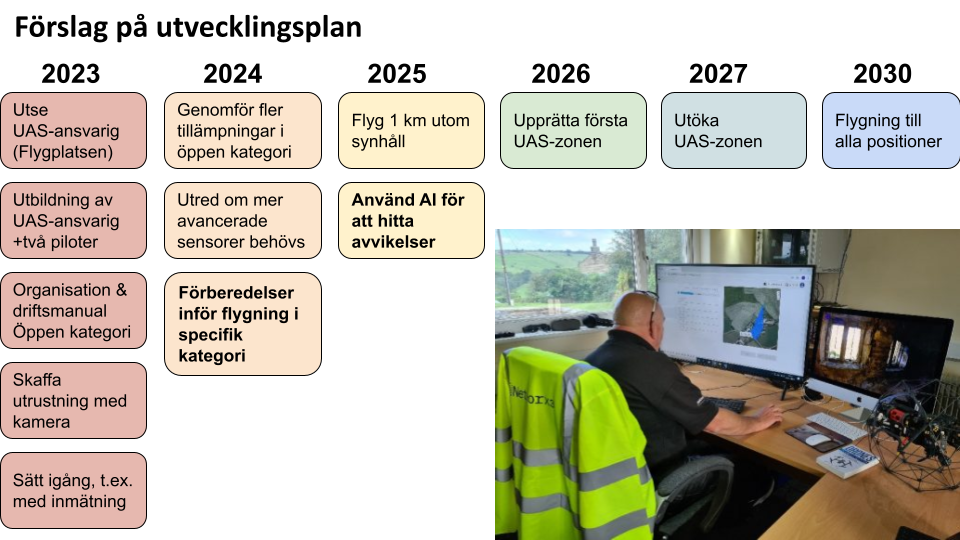 Förslag på utvecklingsplan
2023
Utse
UAS-ansvarig
(Flygplatsen)
Utbildning av
UAS-ansvarig
+två piloter
Organisation &
driftsmanual
Öppen kategori
Skaffa
utrustning med
kamera
Sätt igång, t.ex.
med inmätning
2024
Genomför fler
tillämpningar i
öppen kategori
Utred om mer
avancerade
sensorer behövs
Förberedelser
inför flygning i
specifik
kategori
2025
Flyg 1 km utom
synhåll
Använd AI för
att hitta
avvikelser
2026
Upprätta första
UAS-zonen
2027
Utöka
UAS-zonen
2030
Flygning till
alla positioner